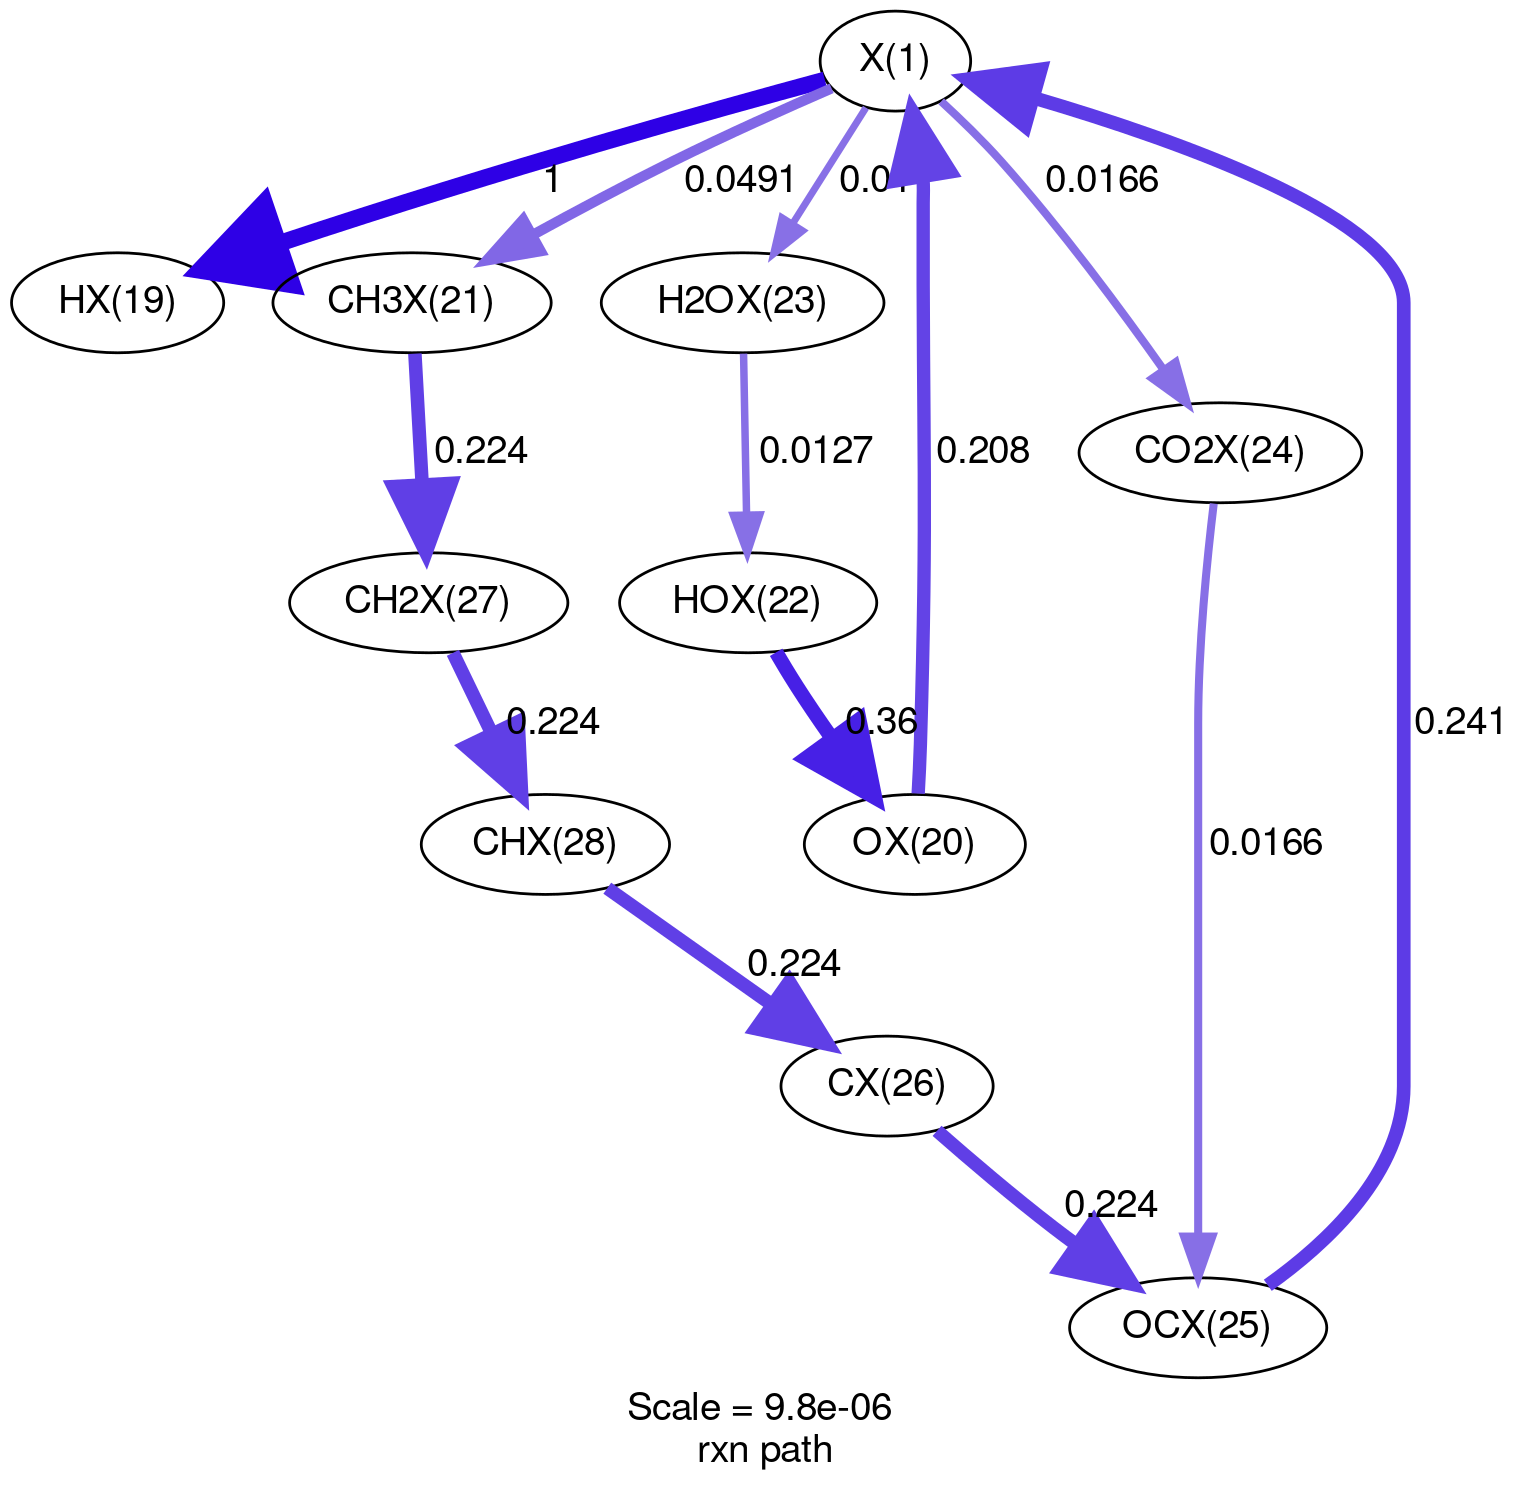 X(1)
1
0.0491
0.0166
HX(19)
CH3X(21)
H2OX(23)
0.224
0.0127
0.208
CO2X(24)
CH2X(27)
HOX(22)
0.224
0.36
0.241
CHX(28)
OX(20)
0.0166
0.224
CX(26)
0.224
OCX(25)
Scale = 9.8e-06
rxn path